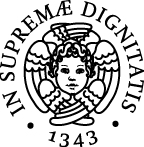 IN SUPREMÆ DIGNITATIS
• 1343 •